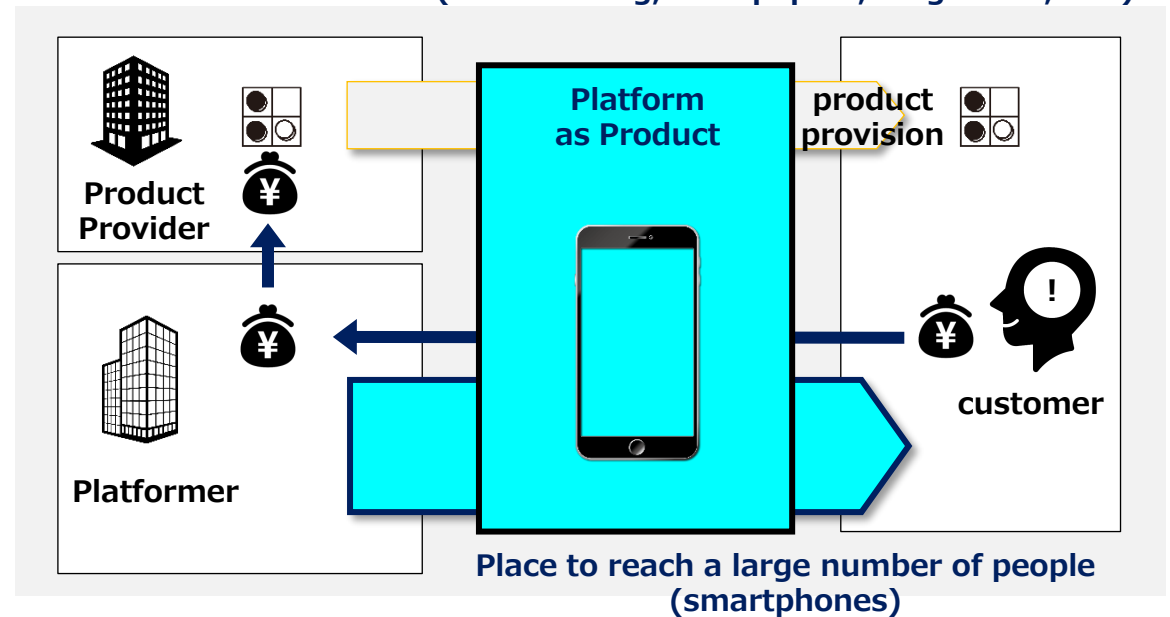 Platform
as Product
product
provision
¥
Product
Provider
¥
¥
!
customer
Platformer
Place to reach a large number of people
(smartphones)